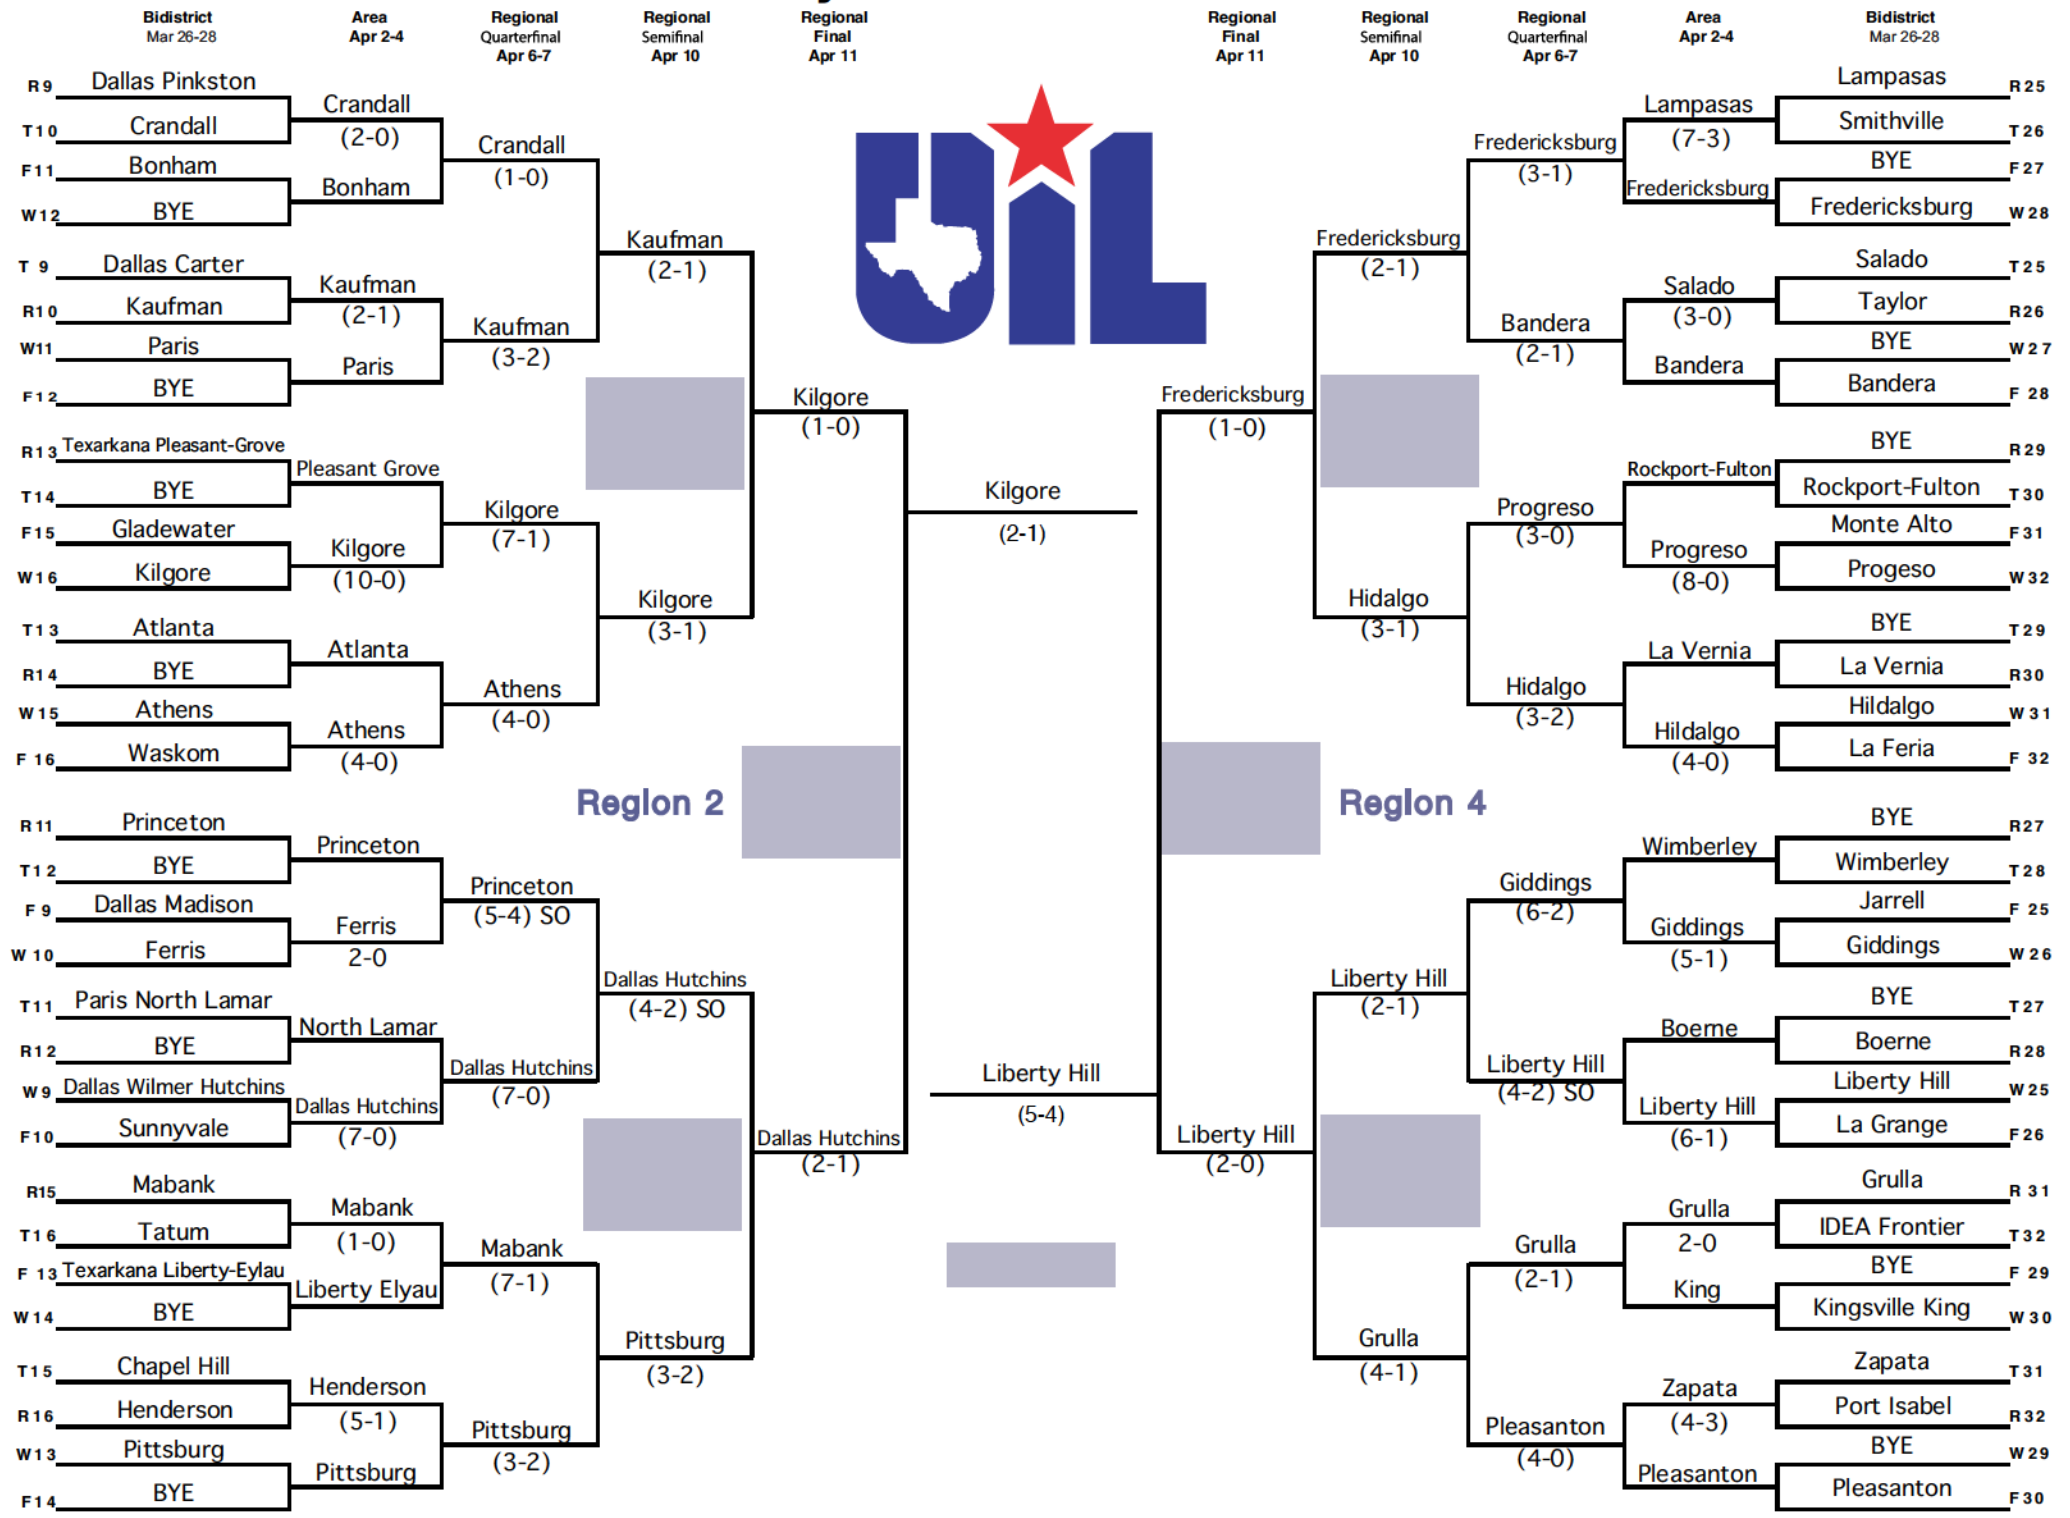 Bidistrict
Mar 26-28
Area
Apr 2-4
Regional
Quarterfinal
Apr 6-7
Regional
Semifinal
Apr 10
Regional
Final
Apr 11
Regional
Final
Apr 11
Regional
Semifinal
Apr 10
Regional
Quarterfinal
Apr 6-7
Area
Apr 2-4
Bidistrict
Mar 26-28
R 9 Dallas Pinkston
T 10 Crandall
F 11 Bonham
W 12 BYE
T 9 Dallas Carter
R10 Kaufman
W11 Paris
F 12 BYE
R 13 Texarkana Pleasant-Grove
T 14 BYE
F 15 Gladewater
W 16 Kilgore
T 13 Atlanta
R14 BYE
W 15 Athens
F 16 Waskom
R 11 Princeton
T 12 BYE
F 9 Dallas Madison
W 10 Ferris
T11 Paris North Lamar
R 12 BYE
W 9 Dallas Wilmer Hutchins
F10 Sunnyvale
R15 Mabank
T 16 Tatum
F 13 Texarkana Liberty-Eylau
W 14 BYE
T 15 Chapel Hill
R 16 Henderson
W 13 Pittsburg
F 14 BYE
Crandall
(2-0)
Bonham
Kaufman
(2-1)
Paris
Pleasant Grove
Kilgore
(10-0)
Atlanta
Athens
(4-0)
Princeton
Ferris
2-0
North Lamar
Dallas Hutchins
(7-0)
Mabank
(1-0)
Liberty Elyau
Henderson
(5-1)
Pittsburg
Crandall
(1-0)
Kaufman
(3-2)
Kilgore
(7-1)
Athens
(4-0)
Princeton
(5-4) SO
Dallas Hutchins
(7-0)
Mabank
(7-1)
Pittsburg
(3-2)
Kaufman
(2-1)
Kilgore
(3-1)
Dallas Hutchins
(4-2) SO
Pittsburg
(3-2)
Region 2
Kilgore
(1-0)
Dallas Hutchins
(2-1)
UIL
Kilgore
(2-1)
Liberty Hill
(5-4)
Fredericksburg
(1-0)
Liberty Hill
(2-0)
Region 4
Fredericksburg
(2-1)
Hidalgo
(3-1)
Liberty Hill
(2-1)
Grulla
(4-1)
Fredericksburg
(3-1)
Bandera
(2-1)
Progreso
(3-0)
Hidalgo
(3-2)
Giddings
(6-2)
Liberty Hill
(4-2) SO
Grulla
(2-1)
Pleasanton
(4-0)
Lampasas
(7-3)
Fredericksburg
Salado
(3-0)
Bandera
Rockport-Fulton
Progreso
(8-0)
La Vernia
Hildalgo
(4-0)
Wimberley
Giddings
(5-1)
Boerne
Liberty Hill
(6-1)
Grulla
2-0
King
Zapata
(4-3)
Pleasanton
Lampasas R 25
Smithville T 26
BYE F 27
Fredericksburg W 28
Salado T 25
Taylor R26
BYE W 27
Bandera F 28
BYE R 29
Rockport-Fulton T 30
Monte Alto F 31
Progeso W 32
BYE T 29
La Vernia R30
Hildalgo W 31
La Feria F 32
BYE R27
Wimberley T 28
Jarrell F 25
Giddings W 26
BYE T 27
Boerne R 28
Liberty Hill W 25
La Grange F 26
Grulla R 31
IDEA Frontier T 32
BYE F 29
Kingsville King W 30
Zapata T 31
Port Isabel R 32
BYE W 29
Pleasanton F 30